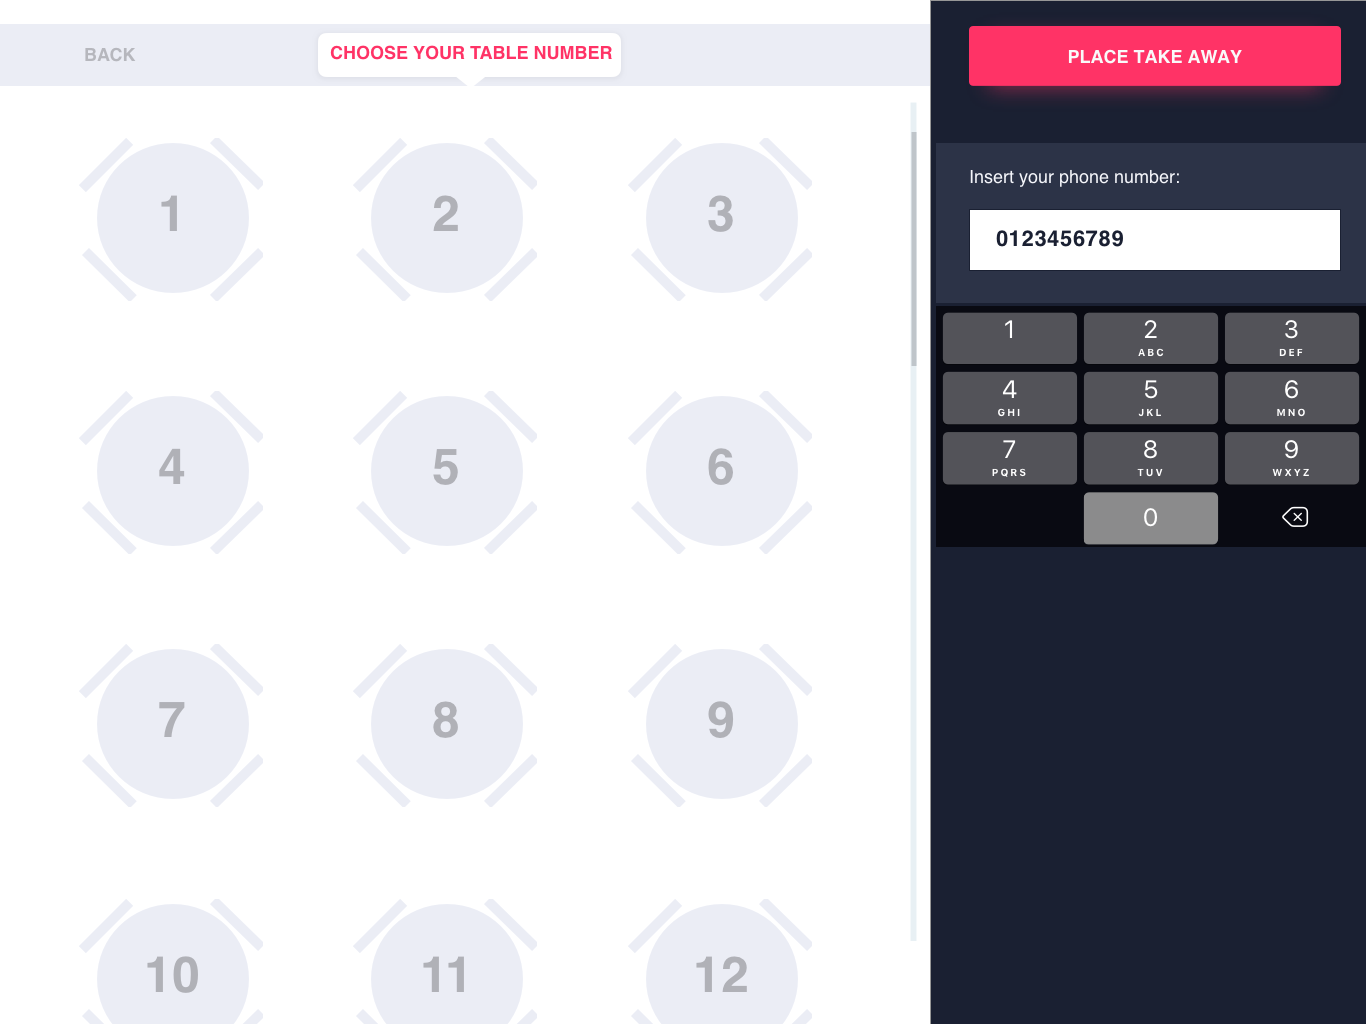 BACK
CHOOSE YOUR TABLE NUMBER
1
2
3
4
5
6
7
8
9
10
11
12
PLACE TAKE AWAY
Insert your phone number:
0123456789
1
2
ABC
3
DEF
4
GHI
5
JKL
6
MNO
7
PQRS
8
TUV
9
WXYZ
0